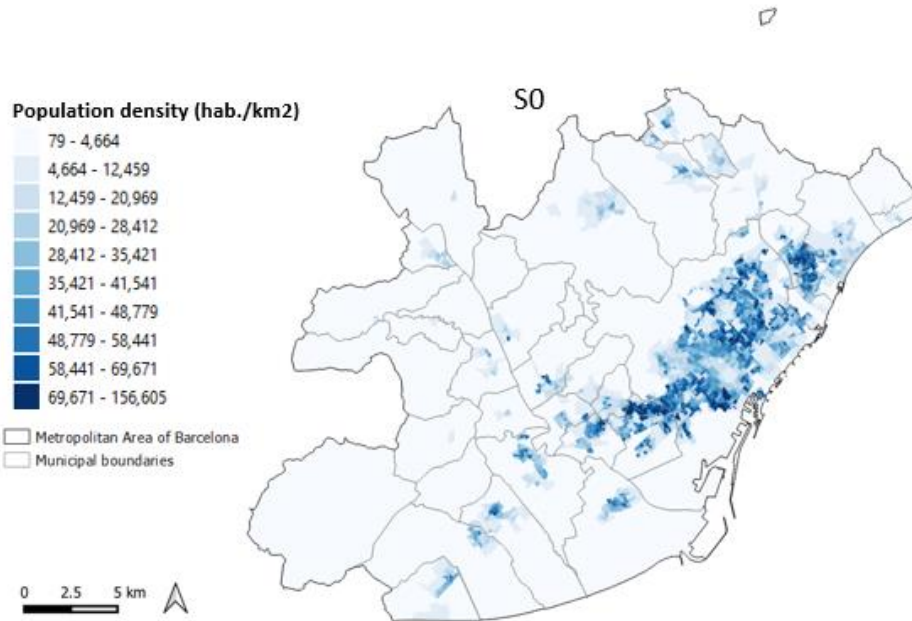 S0
Population density (hab./km2)
79 - 4,664
4,664 - 12,459
12,459 - 20,969
20,969 - 28,412
28,412 - 35,421
35,421 - 41,541
41,541 - 48,779
48,779 - 58,441
58,441 - 69,671
69,671 - 156,605
Metropolitan Area of Barcelona
Municipal boundaries
0 2.5 5 km